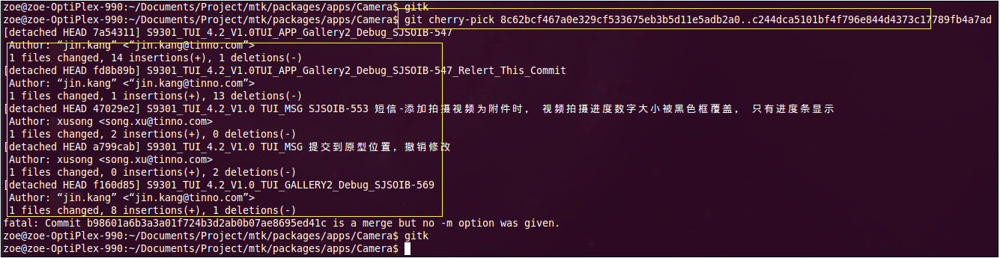 zoe@zoe-OptiPlex-990:~/Documents/Project/mtk/packages/apps/Camera$ gitk
zoe@zoe-OptiPlex-990:~/Documents/Project/mtk/packages/apps/Camera$ git cherry-pick 8c62bcf467a0e329cf533675eb3b5d11e5adb2a0..c244dca5101bf4f796e844d4373c17789fb4a7ad
[detached HEAD 7a54311] S9301_TUI_4.2_V1.0TUI_APP_Gallery2_Debug_SJSOIB-547
Author: “jin.kang” <“jin.kang@tinno.com”>
1 files changed, 14 insertions(+), 1 deletions(-)
[detached HEAD fd8b89b] S9301_TUI_4.2_V1.0TUI_APP_Gallery2_Debug_SJSOIB-547_Relert_This_Commit
Author: “jin.kang” <“jin.kang@tinno.com”>
1 files changed, 1 insertions(+), 13 deletions(-)
[detached HEAD 47029e2] S9301_TUI_4.2_V1.0 TUI_MSG SJSOIB-553 短信-添加拍摄视频为附件时， 视频拍摄进度数字大小被黑色框覆盖， 只有进度条显示
Author: xusong <song.xu@tinno.com>
1 files changed, 2 insertions(+), 0 deletions(-)
[detached HEAD a799cab] S9301_TUI_4.2_V1.0 TUI_MSG 提交到原型位置，撤销修改
Author: xusong <song.xu@tinno.com>
1 files changed, 0 insertions(+), 2 deletions(-)
[detached HEAD f160d85] S9301_TUI_4.2_V1.0_TUI_GALLERY2_Debug_SJSOIB-569
Author: “jin.kang” <“jin.kang@tinno.com”>
1 files changed, 8 insertions(+), 1 deletions(-)
fatal: Commit b98601a6b3a3a01f724b3d2ab0b07ae8695ed41c is a merge but no -m option was given.
zoe@zoe-OptiPlex-990:~/Documents/Project/mtk/packages/apps/Camera$ gitk
zoe@zoe-OptiPlex-990:~/Documents/Project/mtk/packages/apps/Camera$